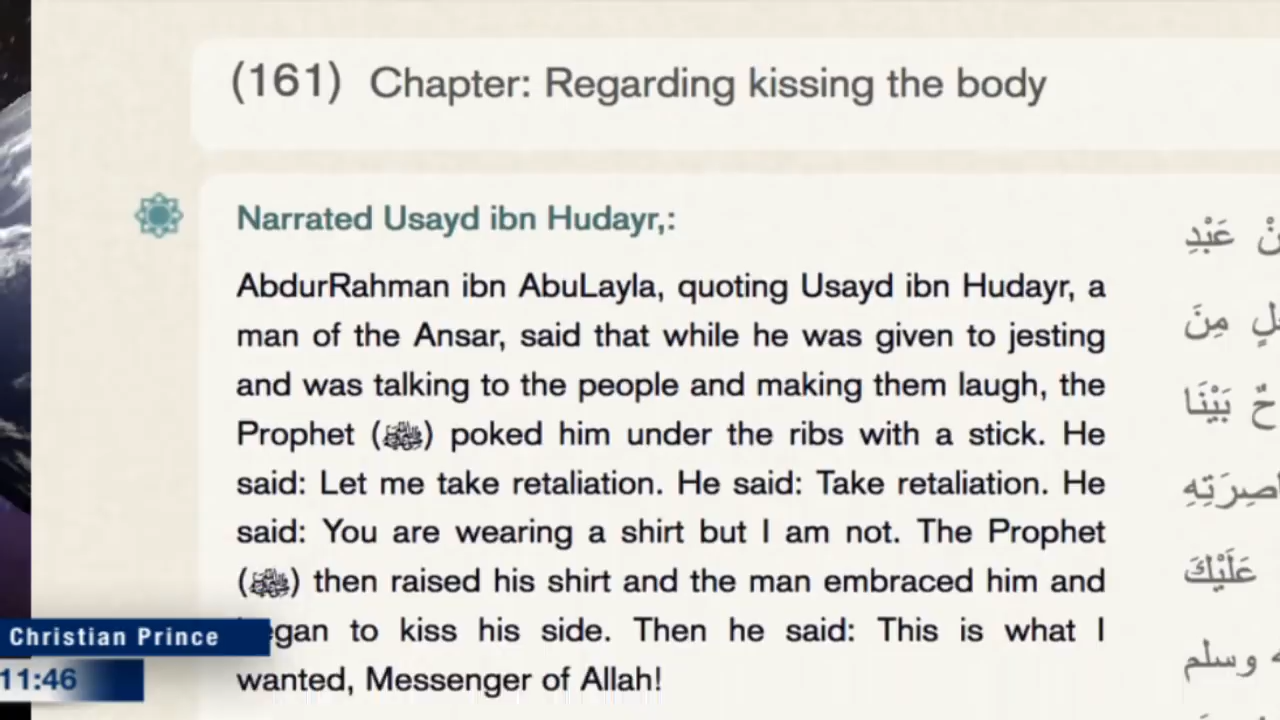 (161) Chapter: Regarding kissing the body
Narrated Usayd ibn Hudayr,:
AbdurRahman ibn AbuLayla, quoting Usayd ibn Hudayr, a
man of the Ansar, said that while he was given to jesting
and was talking to the people and making them laugh, the
Prophet (ﷺ) poked him under the ribs with a stick. He
said: Let me take retaliation. He said: Take retaliation. He
said: You are wearing a shirt but I am not. The Prophet
(ﷺ) then raised his shirt and the man embraced him and
egan to kiss his side. Then he said: This is what I
wanted, Messenger of Allah!
عَبْدِ
مِنَ
بَيْنَا
عَلَيْكَ
وسلم
Christian Prince
11:46